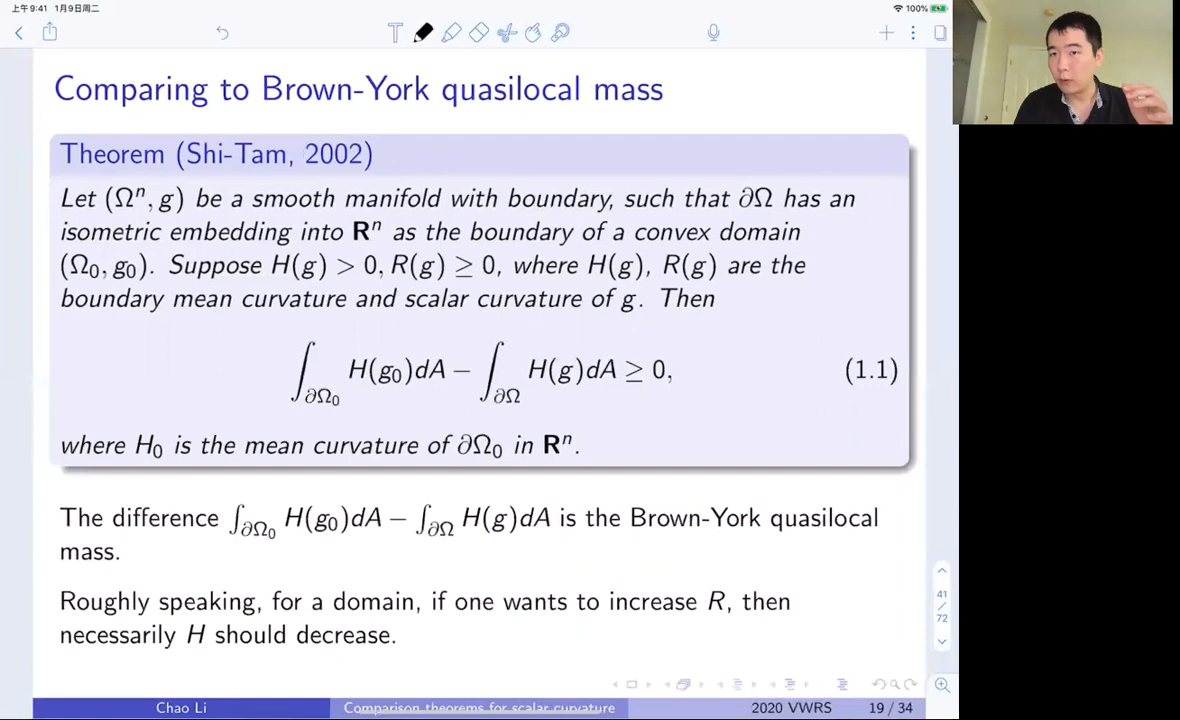 上午9:41 1月9日周二
100%
Comparing to Brown-York quasilocal mass
Theorem (Shi-Tam, 2002)
Let (Ωⁿ, g) be a smooth manifold with boundary, such that ∂Ω has an
isometric embedding into Rⁿ as the boundary of a convex domain
(Ω₀, g₀). Suppose H(g) > 0, R(g) ≥ 0, where H(g), R(g) are the
boundary mean curvature and scalar curvature of g. Then
∫_{∂Ω₀} H(g₀)dA − ∫_{∂Ω} H(g)dA ≥ 0, (1.1)
where H₀ is the mean curvature of ∂Ω₀ in Rⁿ.
The difference ∫_{∂Ω₀} H(g₀)dA − ∫_{∂Ω} H(g)dA is the Brown-York quasilocal
mass.
Roughly speaking, for a domain, if one wants to increase R, then
necessarily H should decrease.
41
/
72
Chao Li Comparison theorems for scalar curvature 2020 VWRS 19 / 34